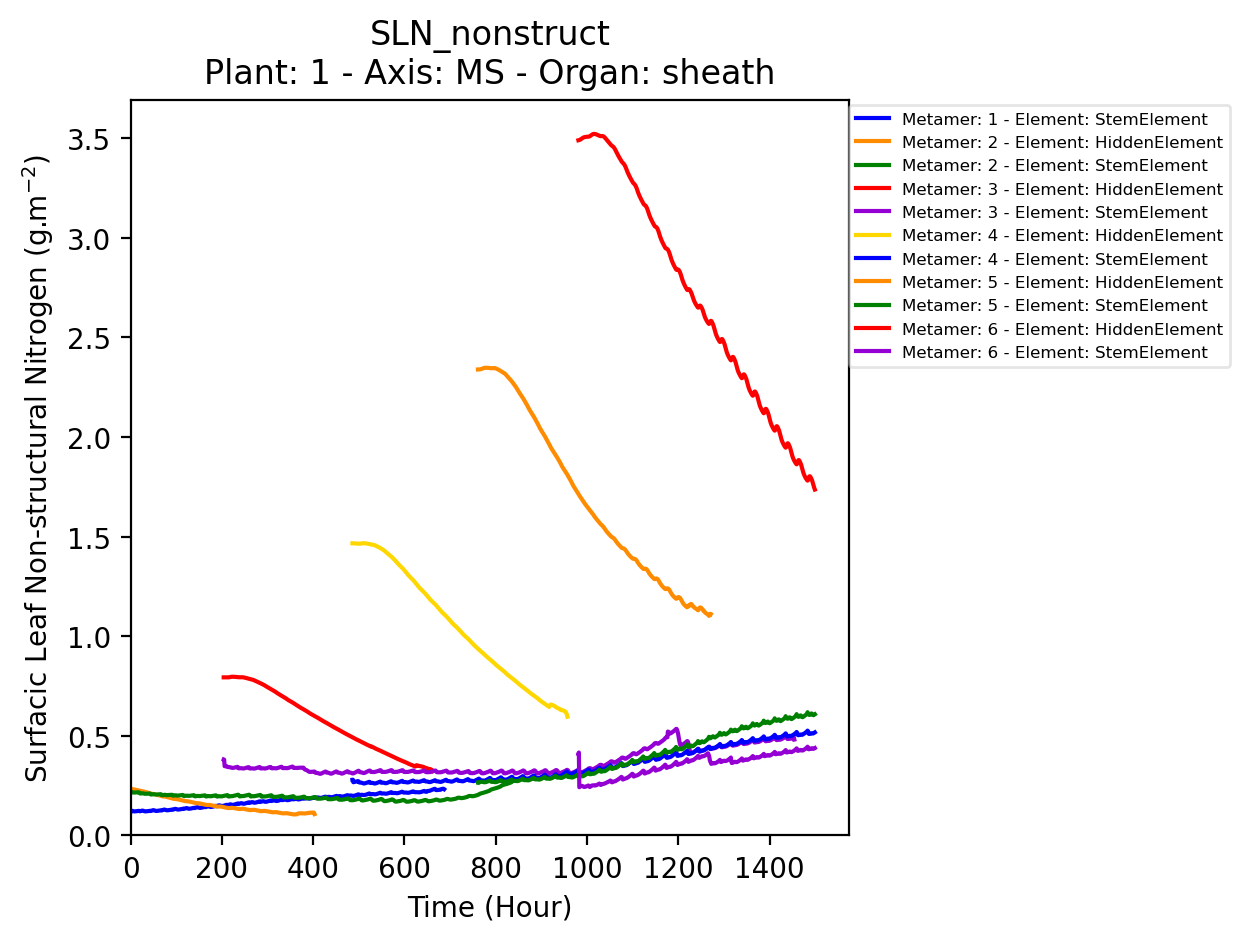 SLN_nonstruct
Plant: 1 - Axis: MS - Organ: sheath
Surfacic Leaf Non-structural Nitrogen (g.m⁻²)
3.5
3.0
2.5
2.0
1.5
1.0
0.5
0.0
0 200 400 600 800 1000 1200 1400
Time (Hour)
Metamer: 1 - Element: StemElement
Metamer: 2 - Element: HiddenElement
Metamer: 2 - Element: StemElement
Metamer: 3 - Element: HiddenElement
Metamer: 3 - Element: StemElement
Metamer: 4 - Element: HiddenElement
Metamer: 4 - Element: StemElement
Metamer: 5 - Element: HiddenElement
Metamer: 5 - Element: StemElement
Metamer: 6 - Element: HiddenElement
Metamer: 6 - Element: StemElement